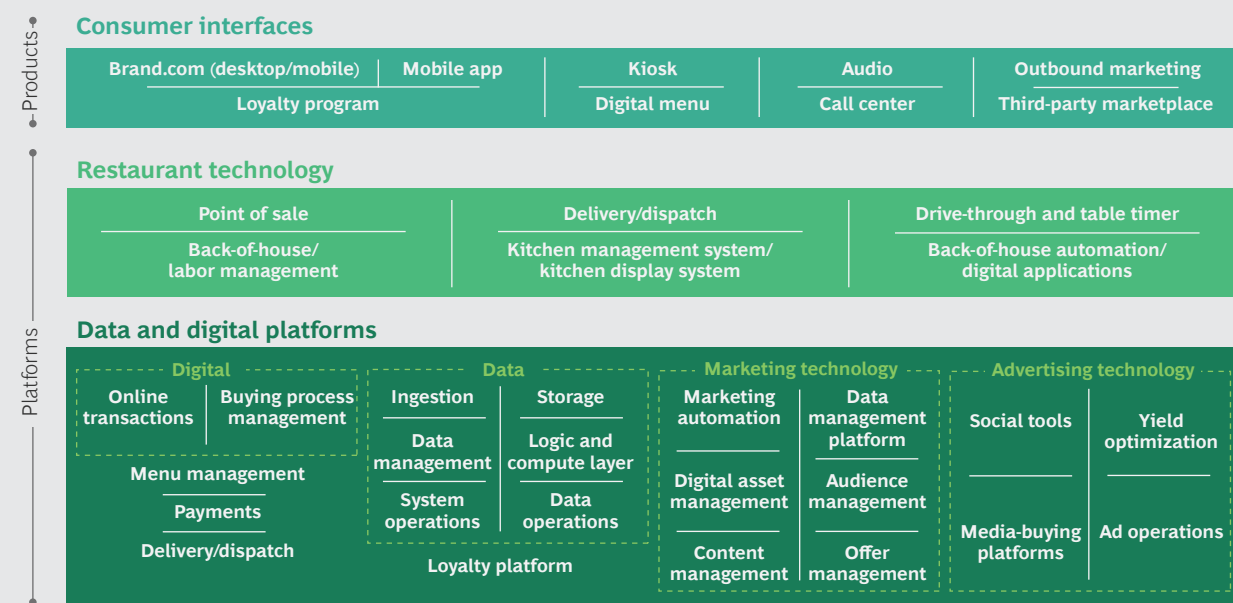 Products
Consumer interfaces
Brand.com (desktop/mobile)
Mobile app
Loyalty program
Kiosk
Digital menu
Audio
Call center
Outbound marketing
Third-party marketplace
Platforms
Restaurant technology
Point of sale
Back-of-house/
labor management
Delivery/dispatch
Kitchen management system/
kitchen display system
Drive-through and table timer
Back-of-house automation/
digital applications
Data and digital platforms
Digital
Online
transactions
Buying process
management
Menu management
Payments
Delivery/dispatch
Data
Ingestion
Data
management
System
operations
Storage
Logic and
compute layer
Data
operations
Loyalty platform
Marketing technology
Marketing
automation
Digital asset
management
Content
management
Data
management
platform
Audience
management
Offer
management
Advertising technology
Social tools
Media-buying
platforms
Yield
optimization
Ad operations